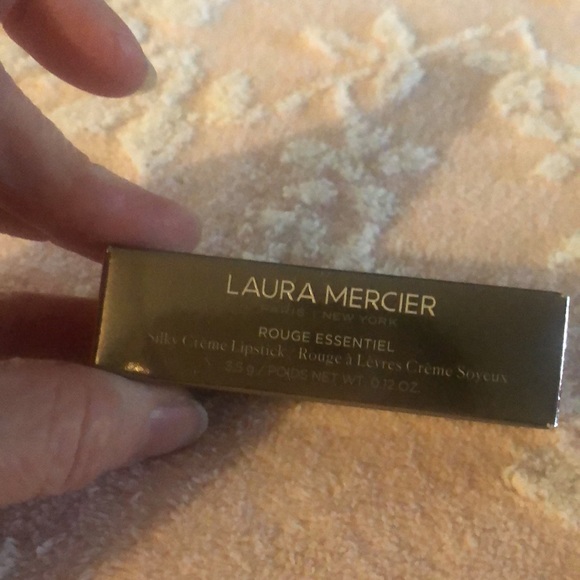 LAURA MERCIER
PARIS | NEW YORK
ROUGE ESSENTIEL
Silky Crème Lipstick / Rouge à Lèvres Crème Soyeux
3.5 g / POIDS NET WT. 0.12 OZ.